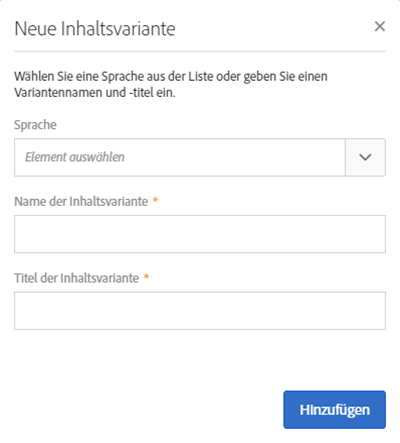 Neue Inhaltsvariante
Wählen Sie eine Sprache aus der Liste oder geben Sie einen
Variantennamen und -titel ein.
Sprache
Element auswählen
Name der Inhaltsvariante *
Titel der Inhaltsvariante *
Hinzufügen